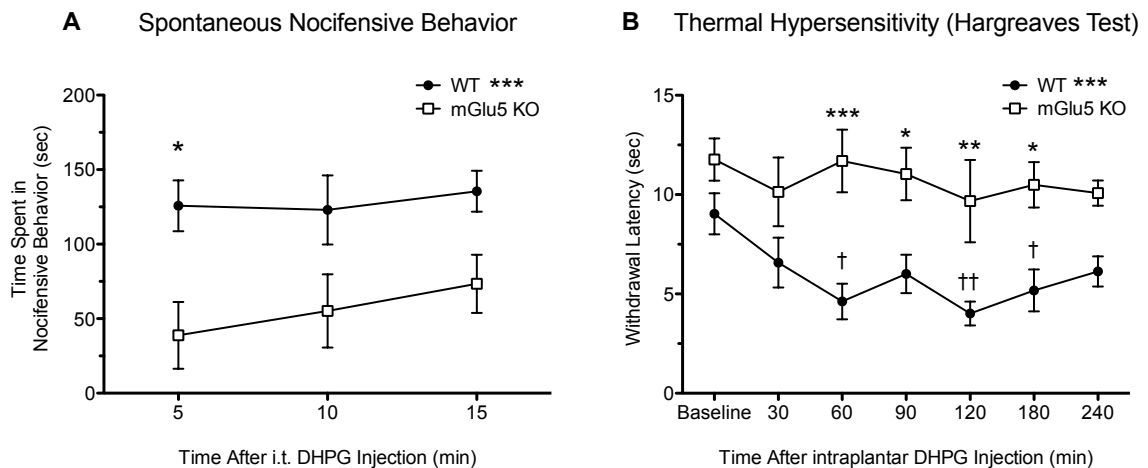 A Spontaneous Nocifensive Behavior
WT ***
mGlu5 KO
200
150
100
50
0
*
Time Spent in
Nocifensive Behavior (sec)
5 10 15
Time After i.t. DHPG Injection (min)
B Thermal Hypersensitivity (Hargreaves Test)
WT ***
mGlu5 KO
15
10
5
0
*** * ** *
† †† †
Withdrawal Latency (sec)
Baseline 30 60 90 120 180 240
Time After intraplantar DHPG Injection (min)